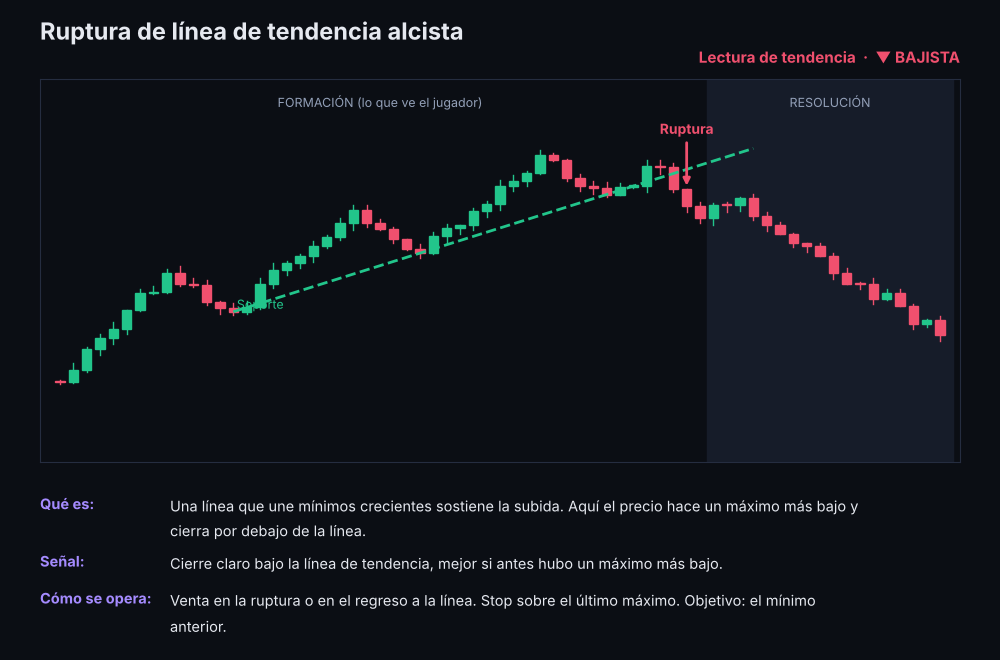 Ruptura de línea de tendencia alcista
Lectura de tendencia · ▼ BAJISTA
FORMACIÓN (lo que ve el jugador)
RESOLUCIÓN
Ruptura
Soporte
Qué es:
Una línea que une mínimos crecientes sostiene la subida. Aquí el precio hace un máximo más bajo y
cierra por debajo de la línea.
Señal:
Cierre claro bajo la línea de tendencia, mejor si antes hubo un máximo más bajo.
Cómo se opera:
Venta en la ruptura o en el regreso a la línea. Stop sobre el último máximo. Objetivo: el mínimo
anterior.